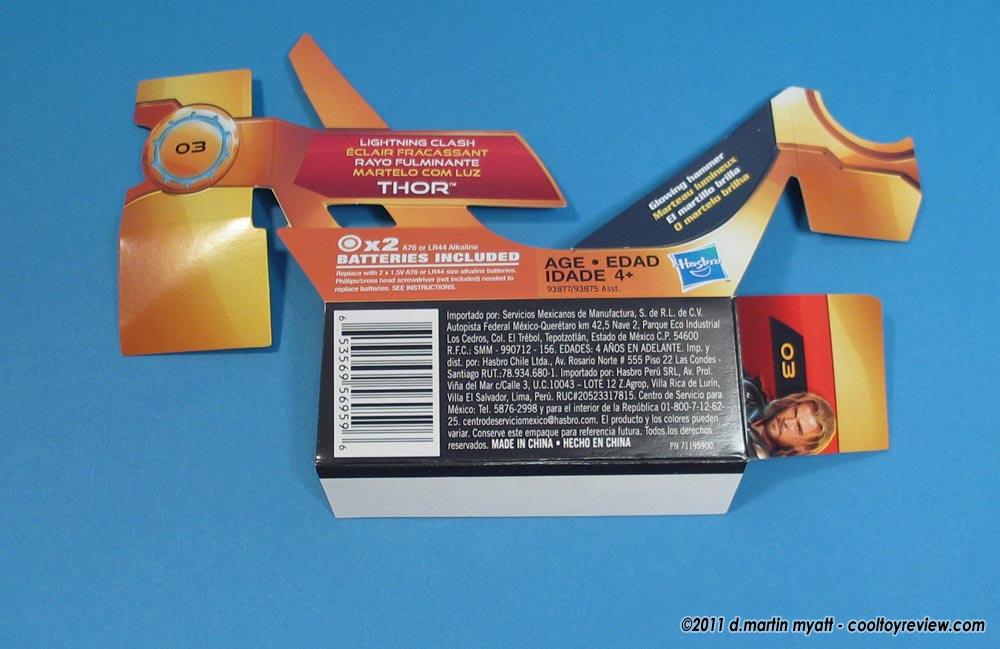 03
LIGHTNING CLASH
ÉCLAIR FRACASSANT
RAYO FULMINANTE
MARTELO COM LUZ
THOR™
Glowing hammer
Marteau lumineux
El martillo brilla
O martelo brilha
x2 A76 or LR44 Alkaline
BATTERIES INCLUDED
Replace with 2 x 1.5V A76 or LR44 size alkaline batteries.
Phillips/cross head screwdriver (not included) needed to
replace batteries. SEE INSTRUCTIONS.
AGE • EDAD
IDADE 4+
93877/93875 Asst.
Hasbro
6 53569 56959 6
Importado por: Servicios Mexicanos de Manufactura, S. de R.L. de C.V.
Autopista Federal México-Querétaro km 42,5 Nave 2, Parque Eco Industrial
Los Cedros, Col. El Trébol, Tepotzotlán, Estado de México C.P. 54600
R.F.C.: SMM - 990712 - 156. EDADES: 4 AÑOS EN ADELANTE. Imp. y
dist. por: Hasbro Chile Ltda., Av. Rosario Norte # 555 Piso 22 Las Condes -
Santiago RUT.:78.934.680-1. Importado por: Hasbro Perú SRL, Av. Prol.
Viña del Mar c/Calle 3, U.C.10043 – LOTE 12 Z.Agrop, Villa Rica de Lurín,
Villa El Salvador, Lima, Perú. RUC#20523317815. Centro de Servicio para
México: Tel. 5876-2998 y para el interior de la República 01-800-7-12-62-
25. centrodeserviciomexico@hasbro.com. El producto y los colores pueden
variar. Conserve este empaque para referencia futura. Todos los derechos
reservados. MADE IN CHINA • HECHO EN CHINA
PN 71195900
03
©2011 d.martin myatt - cooltoyreview.com